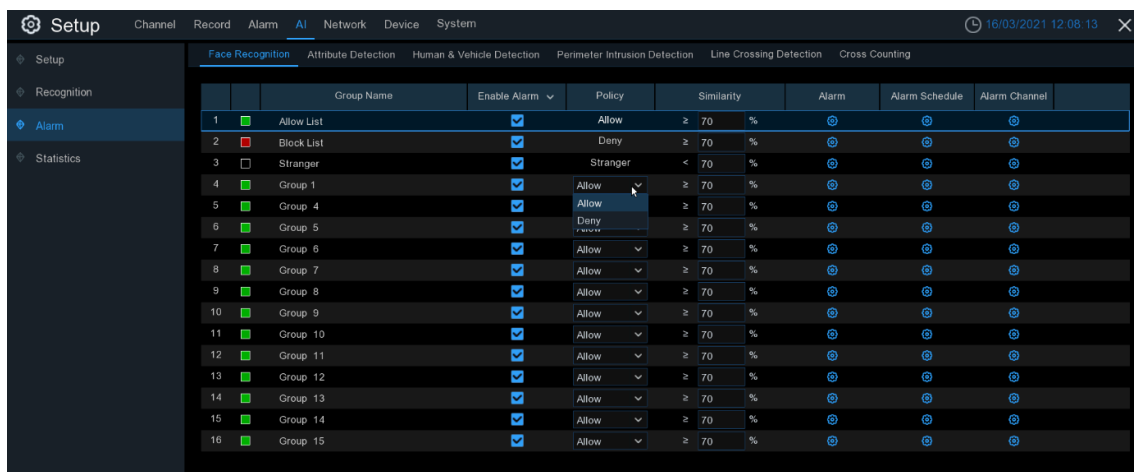 Setup Channel Record Alarm AI Network Device System 16/03/2021 12:08:13
Setup
Recognition
Alarm
Statistics
Face Recognition Attribute Detection Human & Vehicle Detection Perimeter Intrusion Detection Line Crossing Detection Cross Counting
Group Name Enable Alarm Policy Similarity Alarm Alarm Schedule Alarm Channel
1 Allow List Allow ≥ 70 %
2 Block List Deny ≥ 70 %
3 Stranger Stranger < 70 %
4 Group 1 Allow ≥ 70 %
5 Group 4 Allow ≥ 70 %
6 Group 5 Deny ≥ 70 %
7 Group 6 Allow ≥ 70 %
8 Group 7 Allow ≥ 70 %
9 Group 8 Allow ≥ 70 %
10 Group 9 Allow ≥ 70 %
11 Group 10 Allow ≥ 70 %
12 Group 11 Allow ≥ 70 %
13 Group 12 Allow ≥ 70 %
14 Group 13 Allow ≥ 70 %
15 Group 14 Allow ≥ 70 %
16 Group 15 Allow ≥ 70 %